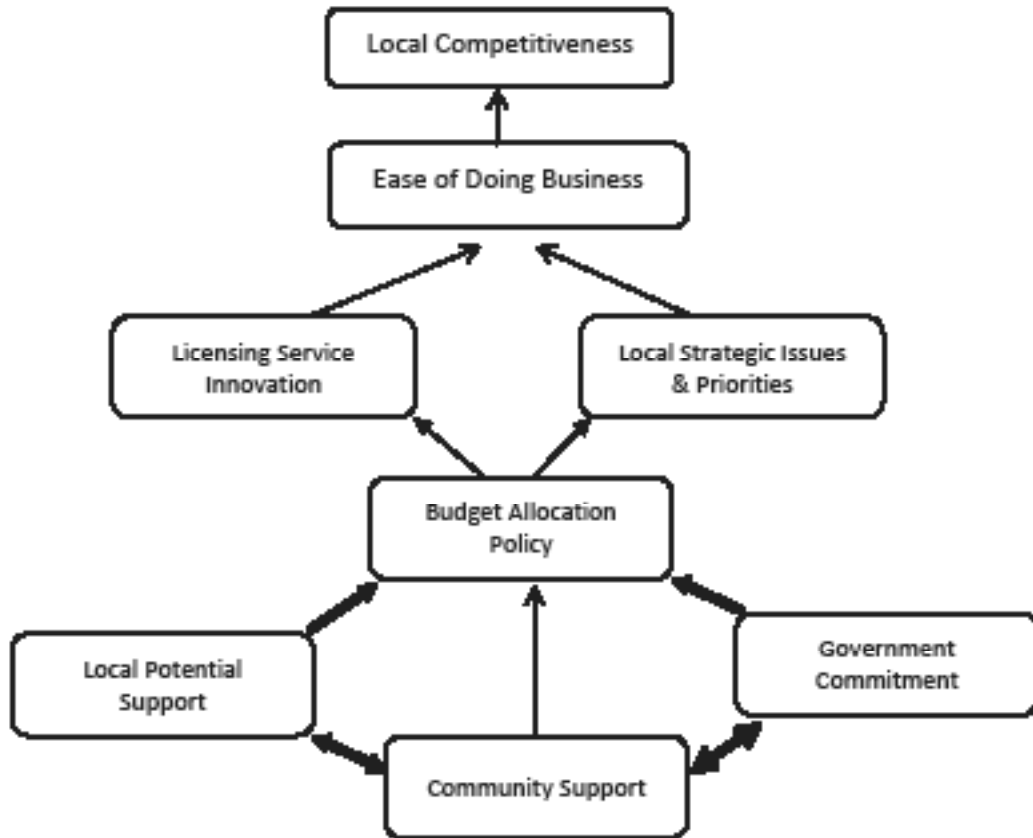 Local Competitiveness
Ease of Doing Business
Licensing Service
Innovation
Local Strategic Issues
& Priorities
Budget Allocation
Policy
Local Potential
Support
Government
Commitment
Community Support